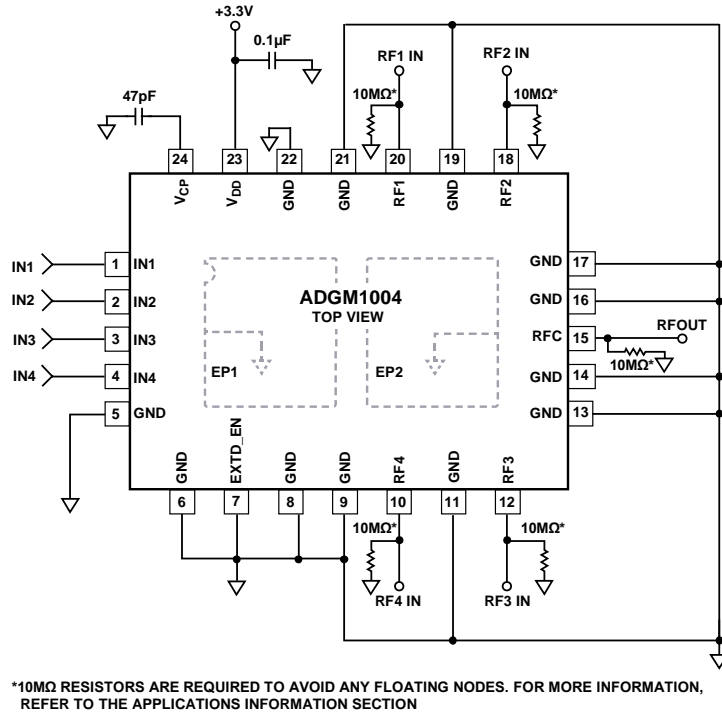 +3.3V
0.1µF
47pF
RF1 IN
RF2 IN
10MΩ*
10MΩ*
24
23
22
21
20
19
18
VCP
VDD
GND
GND
RF1
GND
RF2
IN1
1
IN1
IN2
2
IN2
IN3
3
IN3
IN4
4
IN4
5
GND
ADGM1004
TOP VIEW
EP1
EP2
GND
17
GND
16
RFC
15
RFOUT
10MΩ*
GND
14
GND
13
GND
EXTD_EN
GND
GND
RF4
GND
RF3
6
7
8
9
10
11
12
10MΩ*
10MΩ*
RF4 IN
RF3 IN
*10MΩ RESISTORS ARE REQUIRED TO AVOID ANY FLOATING NODES. FOR MORE INFORMATION,
REFER TO THE APPLICATIONS INFORMATION SECTION